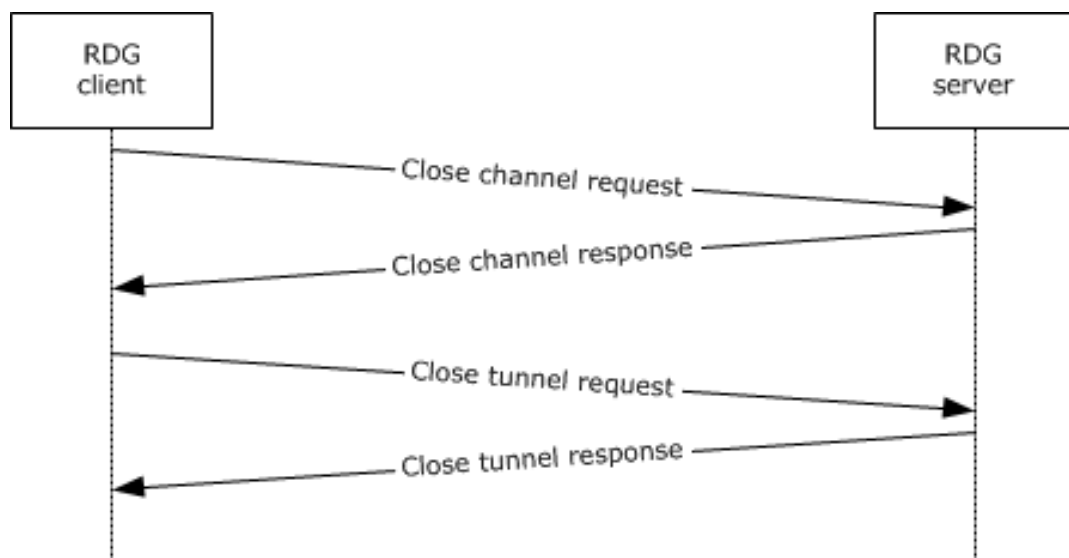 RDG
client
RDG
server
Close channel request
Close channel response
Close tunnel request
Close tunnel response